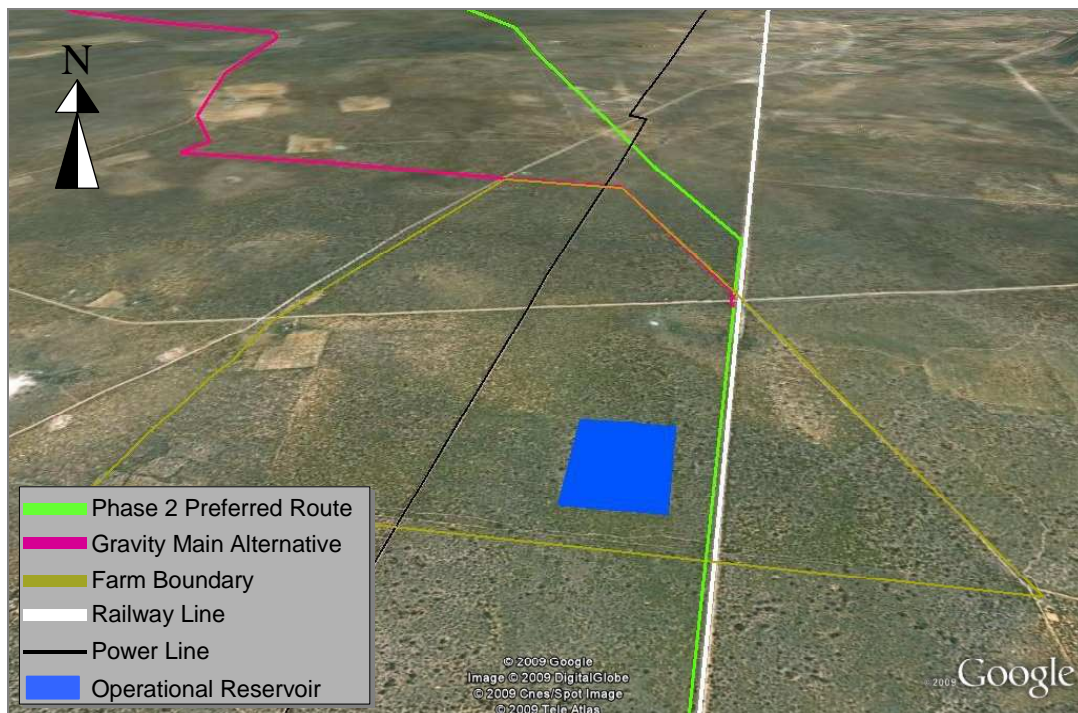 N
Phase 2 Preferred Route
Gravity Main Alternative
Farm Boundary
Railway Line
Power Line
Operational Reservoir
© 2009 Google
Image © 2009 DigitalGlobe
© 2009 Cnes/Spot Image
© 2009 Tele Atlas
©2009 Google